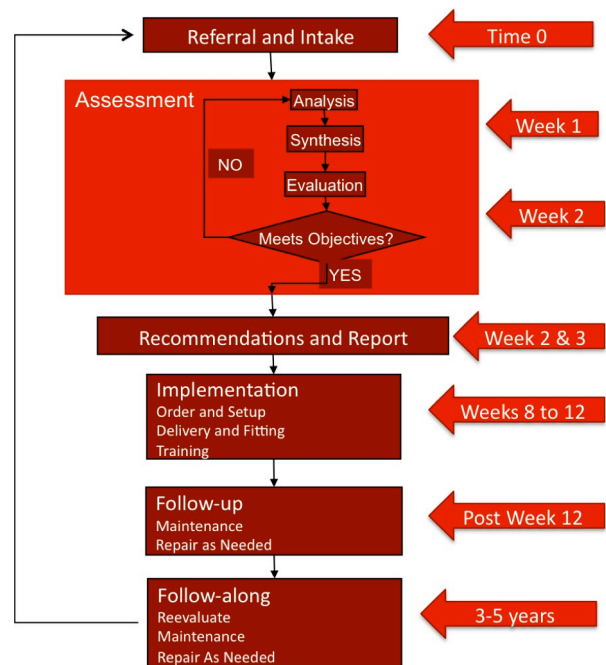 Referral and Intake
Time 0
Assessment
Analysis
Week 1
Synthesis
NO
Evaluation
Week 2
Meets Objectives?
YES
Recommendations and Report
Week 2 & 3
Implementation
Order and Setup
Delivery and Fitting
Training
Weeks 8 to 12
Follow-up
Maintenance
Repair as Needed
Post Week 12
Follow-along
Reevaluate
Maintenance
Repair As Needed
3-5 years